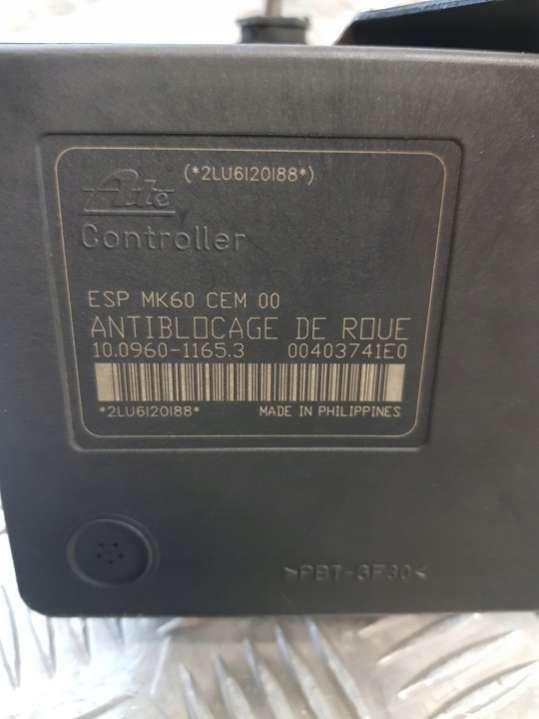 (*2LU6120188*)
Ate
Controller
ESP MK60 CEM 00
ANTIBLOCAGE DE ROUE
10.0960-1165.3 00403741E0
*2LU6120188* MADE IN PHILIPPINES
>PBT-GF30<